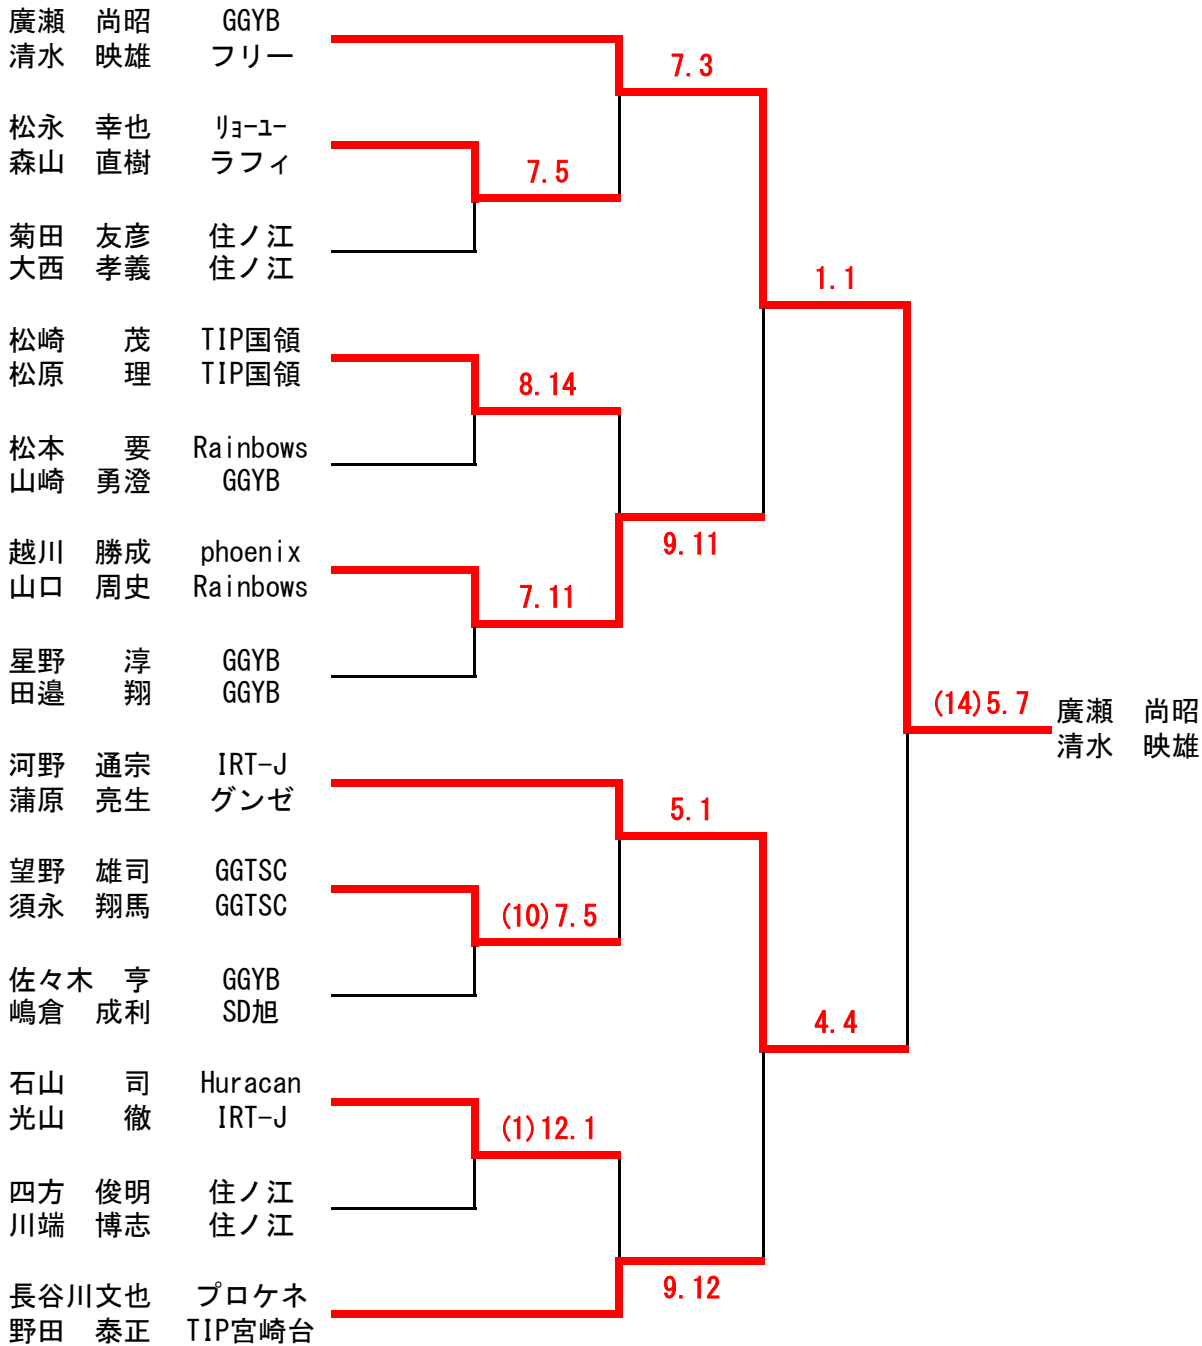 廣瀬 尚昭 GGYB
清水 映雄 フリー
7.3
松永 幸也 ﾘｮｰﾕｰ
森山 直樹 ラフィ
7.5
菊田 友彦 住ノ江
大西 孝義 住ノ江
1.1
松崎 茂 TIP国領
松原 理 TIP国領
8.14
松本 要 Rainbows
山崎 勇澄 GGYB
9.11
越川 勝成 phoenix
山口 周史 Rainbows
7.11
星野 淳 GGYB
田邉 翔 GGYB
(14)5.7
廣瀬 尚昭
清水 映雄
河野 通宗 IRT-J
蒲原 亮生 グンゼ
5.1
望野 雄司 GGTSC
須永 翔馬 GGTSC
(10)7.5
佐々木 亨 GGYB
嶋倉 成利 SD旭
4.4
石山 司 Huracan
光山 徹 IRT-J
(1)12.1
四方 俊明 住ノ江
川端 博志 住ノ江
9.12
長谷川文也 プロケネ
野田 泰正 TIP宮崎台